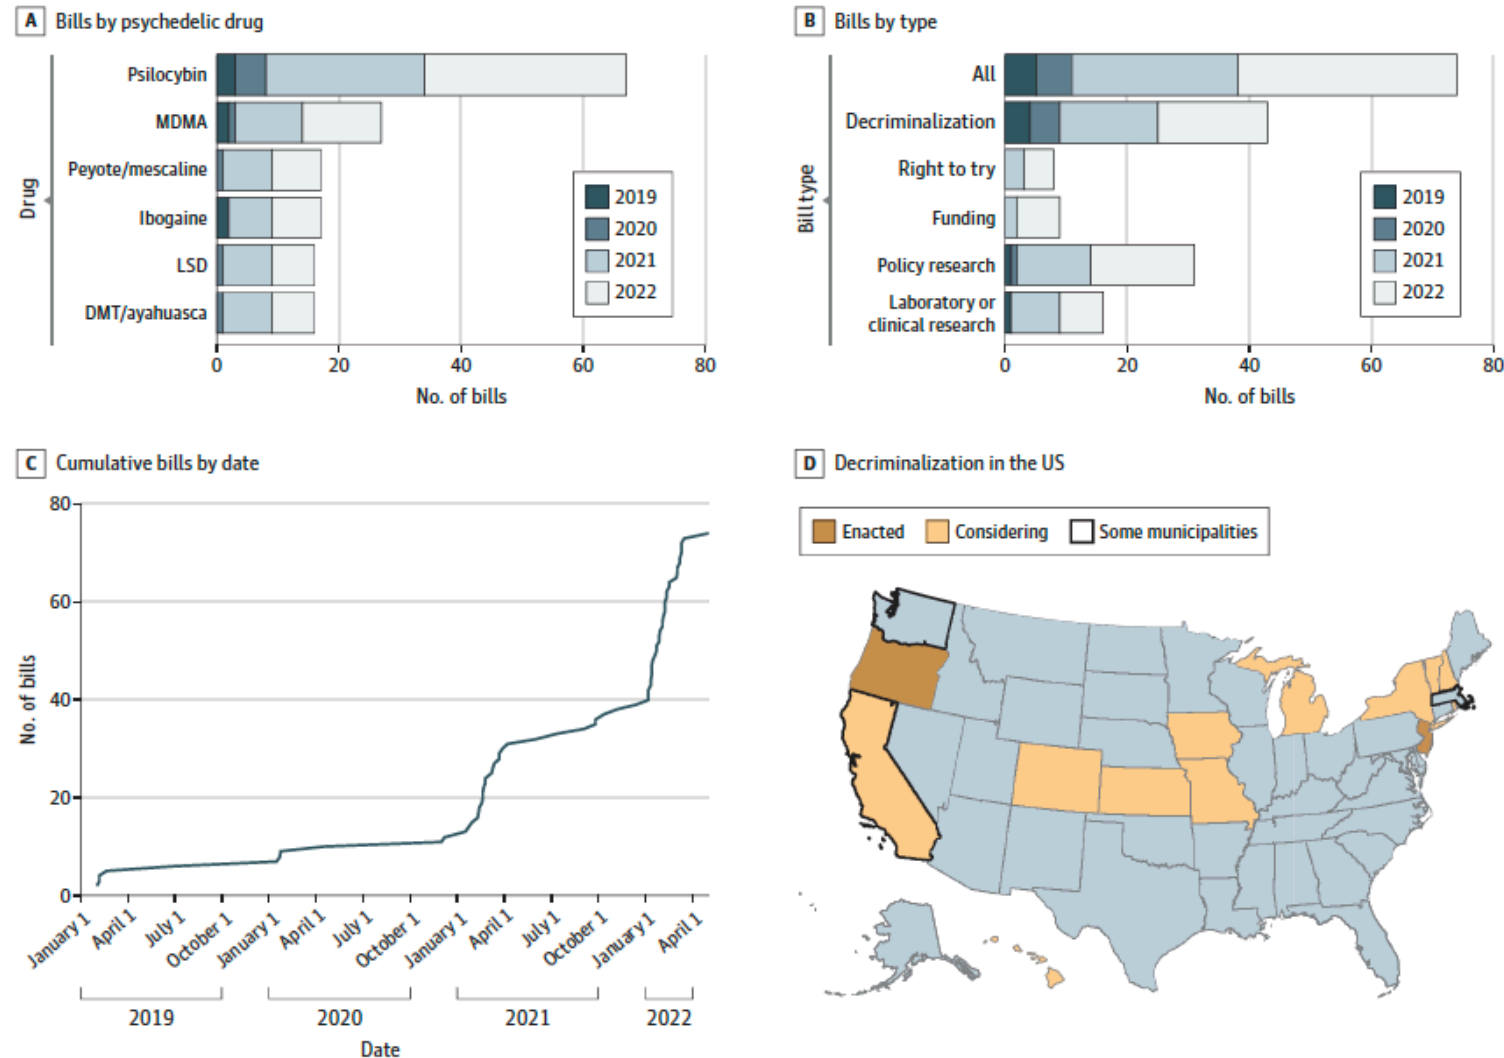 A Bills by psychedelic drug
Drug
Psilocybin
MDMA
Peyote/mescaline
Ibogaine
LSD
DMT/ayahuasca
2019
2020
2021
2022
0 20 40 60 80
No. of bills
B Bills by type
Bill type
All
Decriminalization
Right to try
Funding
Policy research
Laboratory or
clinical research
2019
2020
2021
2022
0 20 40 60 80
No. of bills
C Cumulative bills by date
No. of bills
80
60
40
20
0
January 1 April 1 July 1 October 1 January 1 April 1 July 1 October 1 January 1 April 1 July 1 October 1 January 1 April 1
2019 2020 2021 2022
Date
D Decriminalization in the US
Enacted Considering Some municipalities